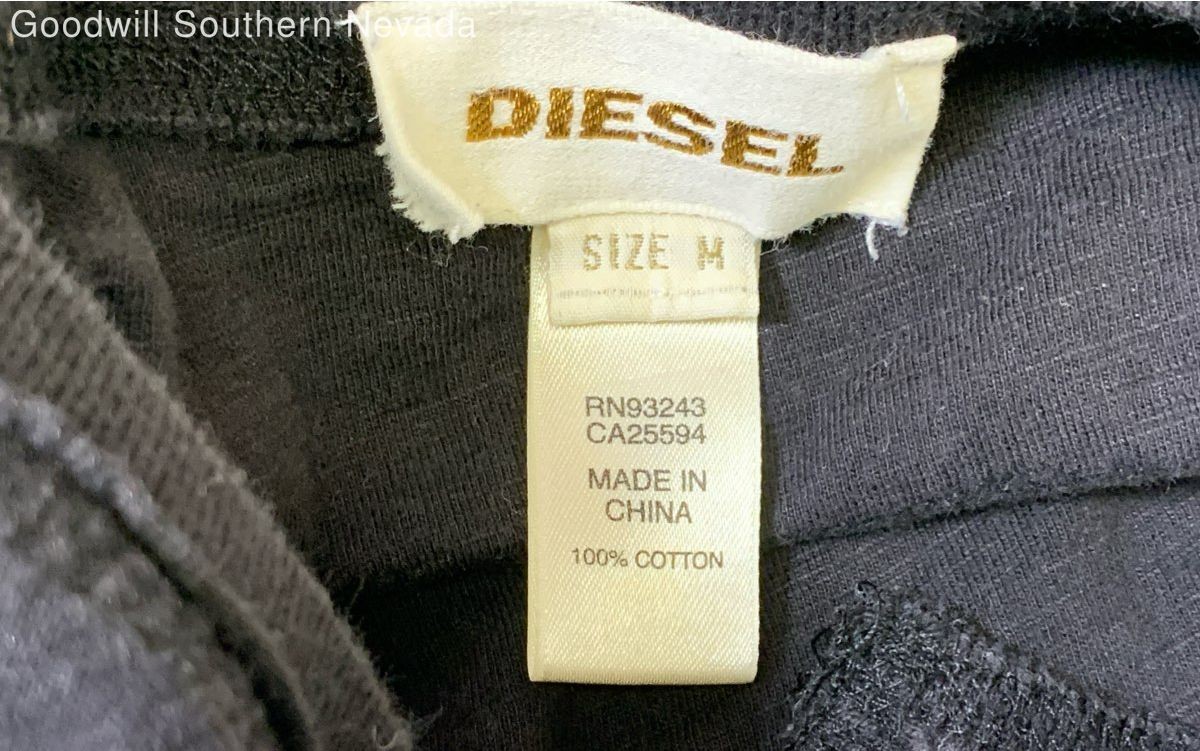 Goodwill Southern Nevada
DIESEL
SIZE M
RN93243
CA25594
MADE IN
CHINA
100% COTTON